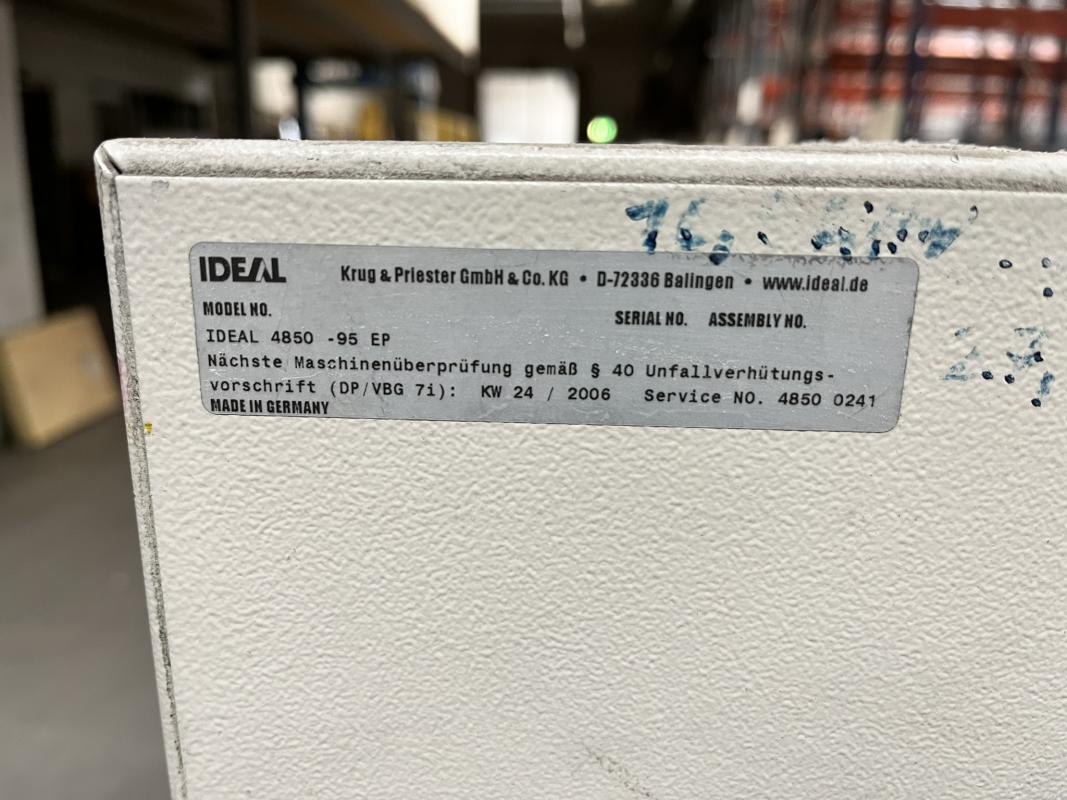 IDEAL Krug & Priester GmbH & Co. KG • D-72336 Balingen • www.ideal.de
MODEL NO. SERIAL NO. ASSEMBLY NO.
IDEAL 4850 -95 EP
Nächste Maschinenüberprüfung gemäß § 40 Unfallverhütungs-
vorschrift (DP/VBG 7i): KW 24 / 2006 Service NO. 4850 0241
MADE IN GERMANY